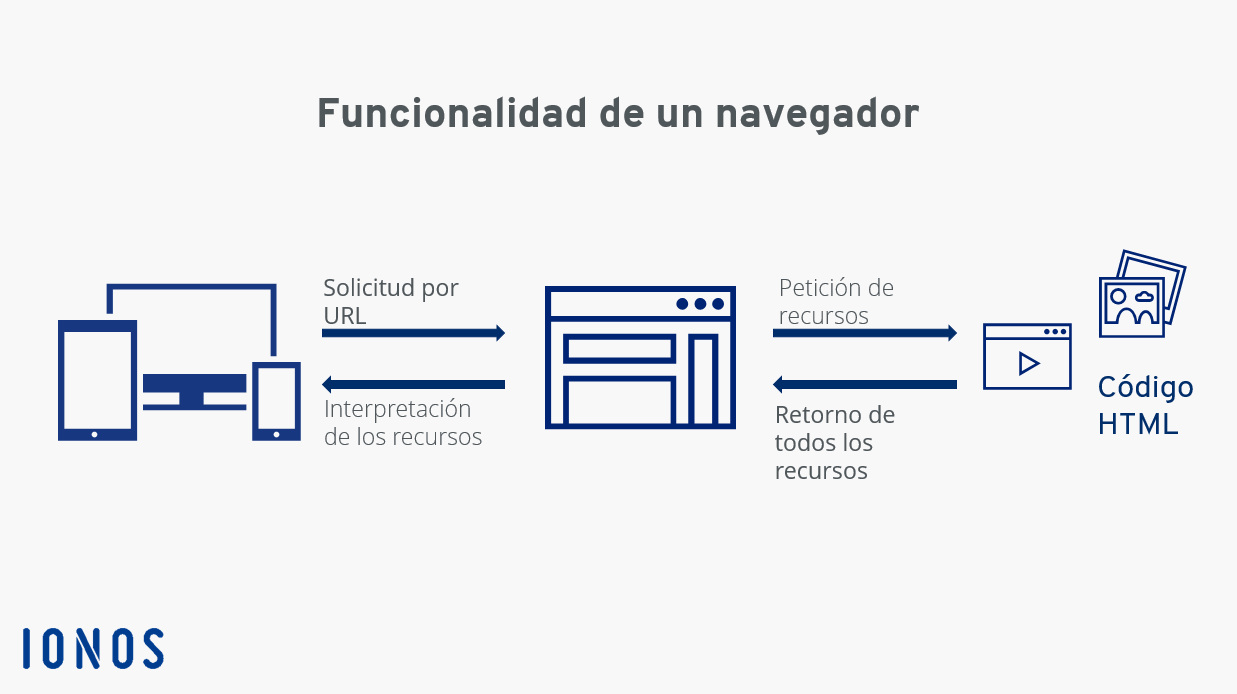 Funcionalidad de un navegador
Solicitud por
URL
Interpretación
de los recursos
Petición de
recursos
Retorno de
todos los
recursos
Código
HTML
IONOS